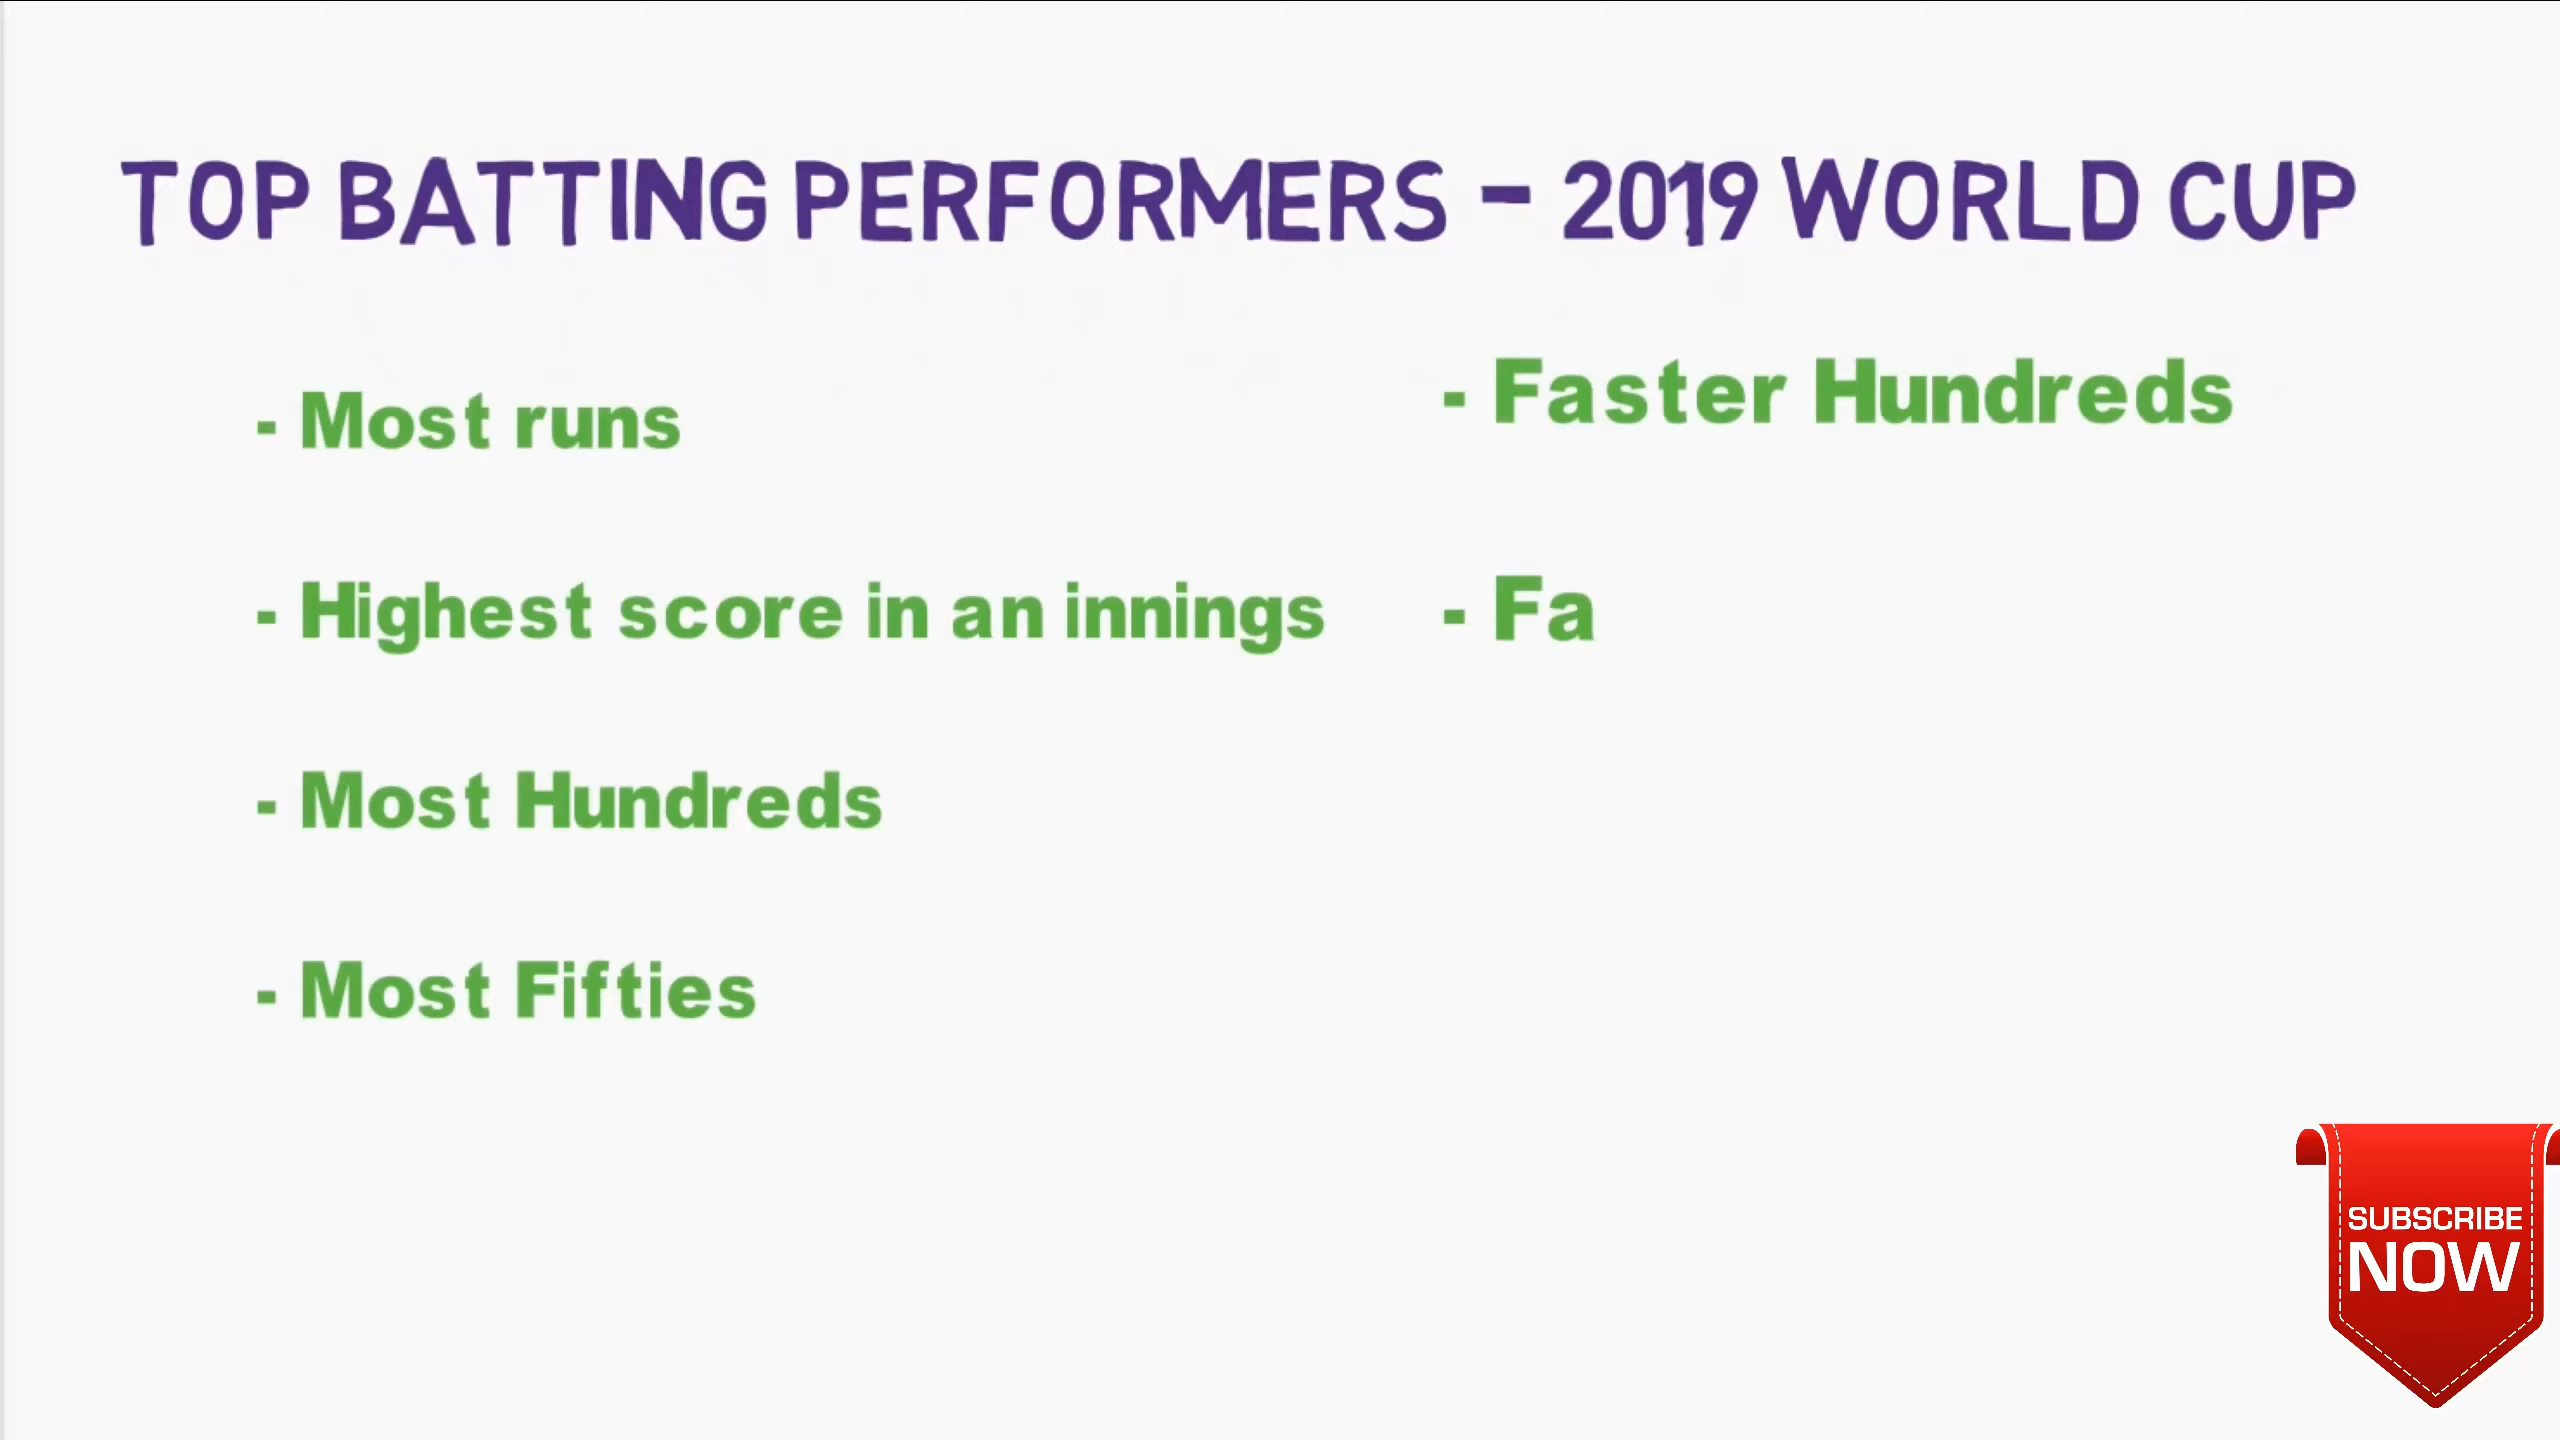 TOP BATTING PERFORMERS - 2019 WORLD CUP
- Most runs
- Highest score in an innings
- Most Hundreds
- Most Fifties
- Faster Hundreds
- Fa
SUBSCRIBE
NOW